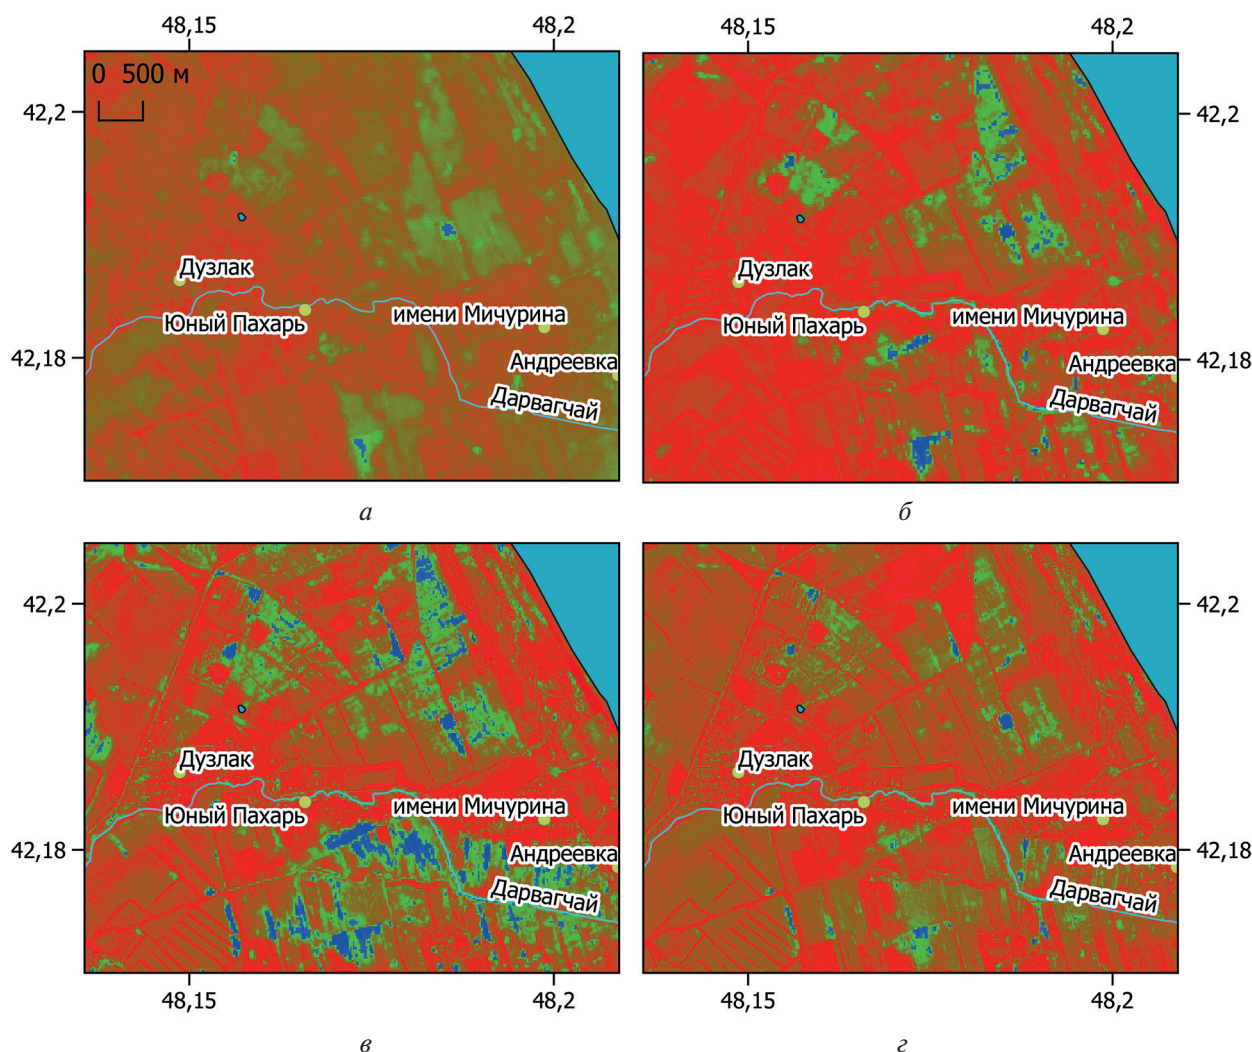 48,15 48,2 48,15 48,2
0 500 м
42,2 42,2
Дузлак Дузлак
Юный Пахарь имени Мичурина Юный Пахарь имени Мичурина
42,18 Андреевка Андреевка 42,18
Дарвагчай Дарвагчай
а б
42,2 42,2
Дузлак Дузлак
Юный Пахарь имени Мичурина Юный Пахарь имени Мичурина
42,18 Андреевка Андреевка 42,18
Дарвагчай Дарвагчай
48,15 48,2 48,15 48,2
в г